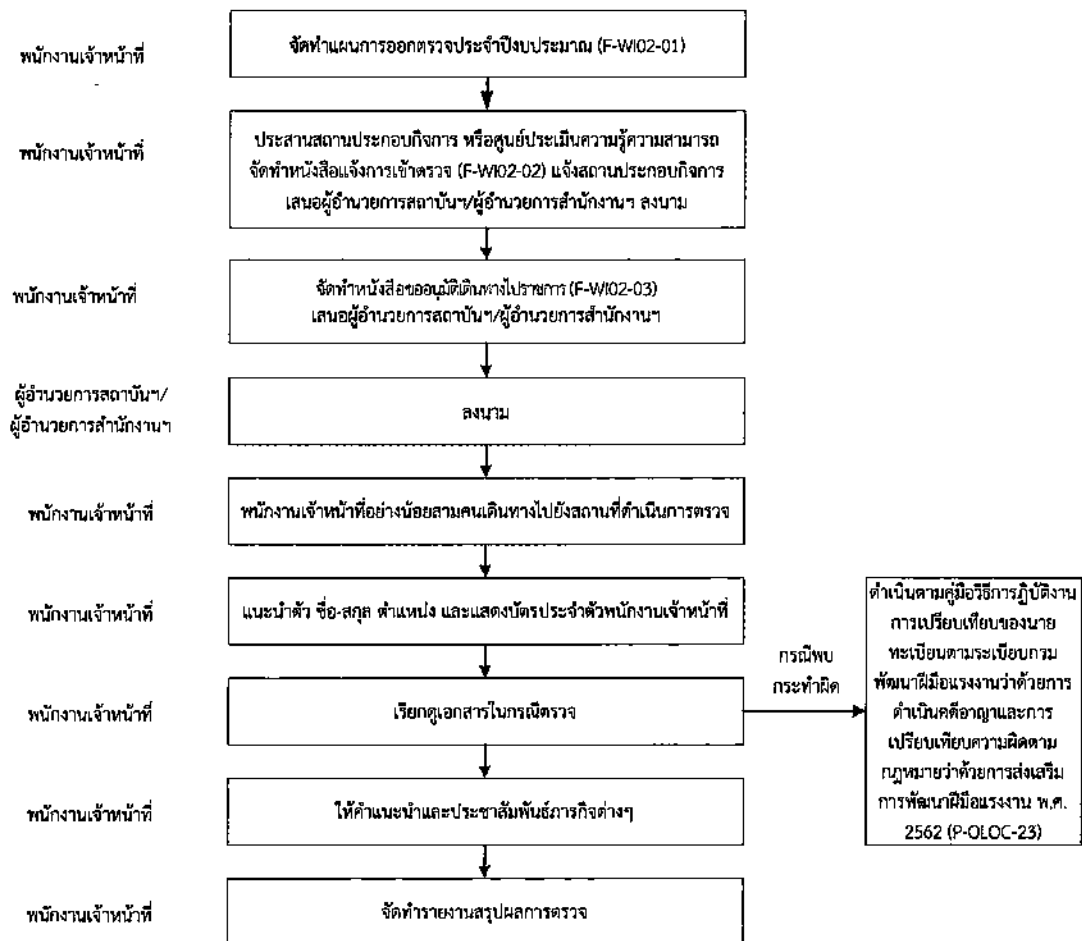 พนักงานเจ้าหน้าที่
จัดทำแผนการออกตรวจประจำปีงบประมาณ (F-WI02-01)
พนักงานเจ้าหน้าที่
ประสานสถานประกอบกิจการ หรือศูนย์ประเมินความรู้ความสามารถ
จัดทำหนังสือแจ้งการเข้าตรวจ (F-WI02-02) แจ้งสถานประกอบกิจการ
เสนอผู้อำนวยการสถาบันฯ/ผู้อำนวยการสำนักงานฯ ลงนาม
พนักงานเจ้าหน้าที่
จัดทำหนังสือขออนุมัติเดินทางไปราชการ (F-WI02-03)
เสนอผู้อำนวยการสถาบันฯ/ผู้อำนวยการสำนักงานฯ
ผู้อำนวยการสถาบันฯ/
ผู้อำนวยการสำนักงานฯ
ลงนาม
พนักงานเจ้าหน้าที่
พนักงานเจ้าหน้าที่อย่างน้อยสามคนเดินทางไปยังสถานที่ดำเนินการตรวจ
พนักงานเจ้าหน้าที่
แนะนำตัว ชื่อ-สกุล ตำแหน่ง และแสดงบัตรประจำตัวพนักงานเจ้าหน้าที่
พนักงานเจ้าหน้าที่
เรียกดูเอกสารในกรณีตรวจ
กรณีพบ
กระทำผิด
ดำเนินตามคู่มือวิธีการปฏิบัติงาน
การเปรียบเทียบของนาย
ทะเบียนตามระเบียบกรม
พัฒนาฝีมือแรงงานว่าด้วยการ
ดำเนินคดีอาญาและการ
เปรียบเทียบความผิดตาม
กฎหมายว่าด้วยการส่งเสริม
การพัฒนาฝีมือแรงงาน พ.ศ.
2562 (P-OLOC-23)
พนักงานเจ้าหน้าที่
ให้คำแนะนำและประชาสัมพันธ์ภารกิจต่างๆ
พนักงานเจ้าหน้าที่
จัดทำรายงานสรุปผลการตรวจ